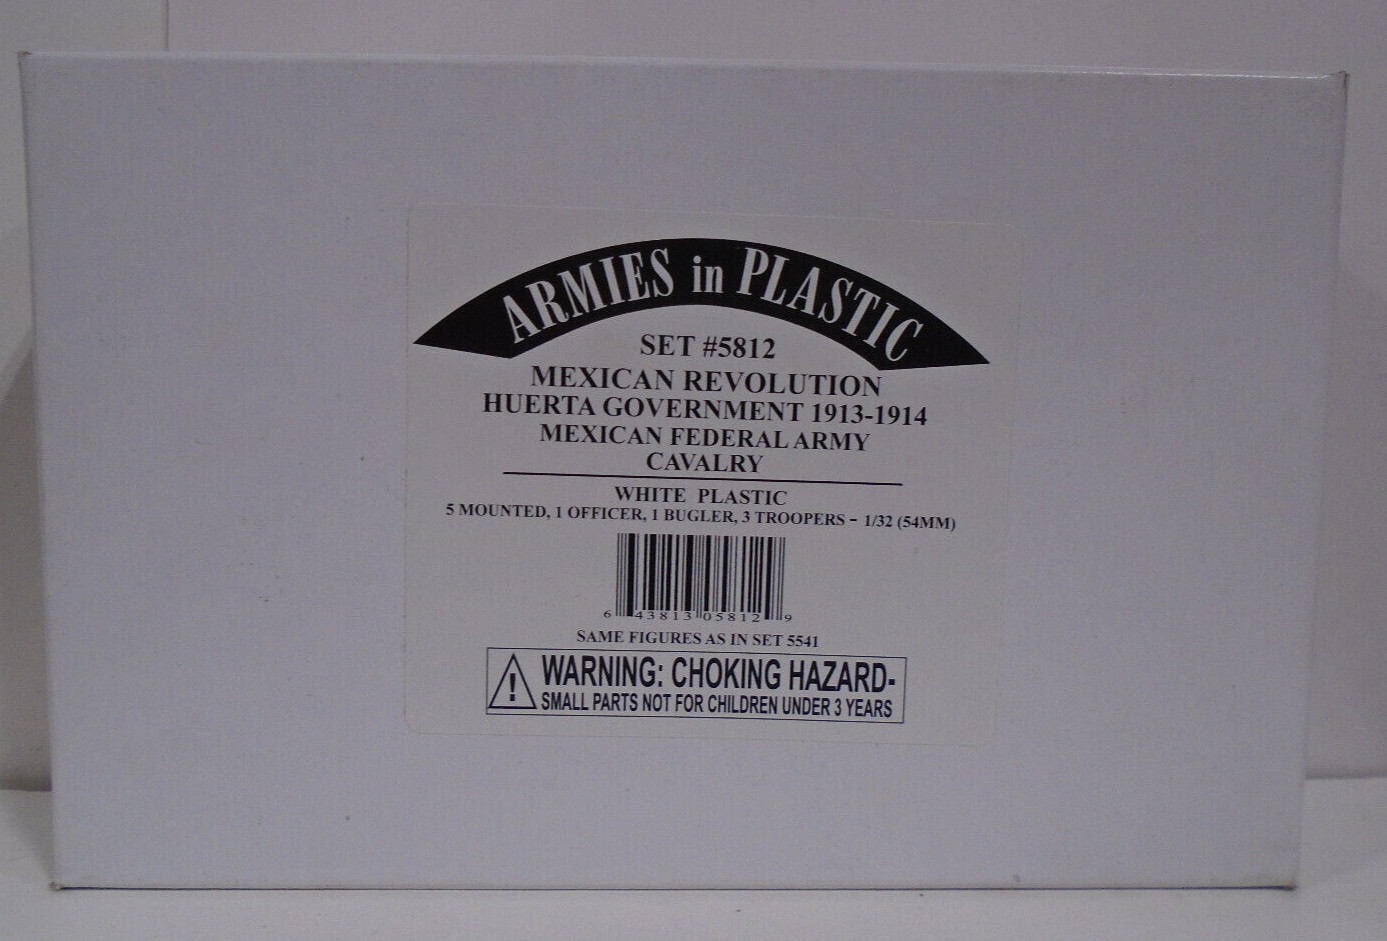 ARMIES in PLASTIC
SET #5812
MEXICAN REVOLUTION
HUERTA GOVERNMENT 1913-1914
MEXICAN FEDERAL ARMY
CAVALRY
WHITE PLASTIC
5 MOUNTED, 1 OFFICER, 1 BUGLER, 3 TROOPERS - 1/32 (54MM)
6 43813 05812 9
SAME FIGURES AS IN SET 5541
WARNING: CHOKING HAZARD-
SMALL PARTS NOT FOR CHILDREN UNDER 3 YEARS